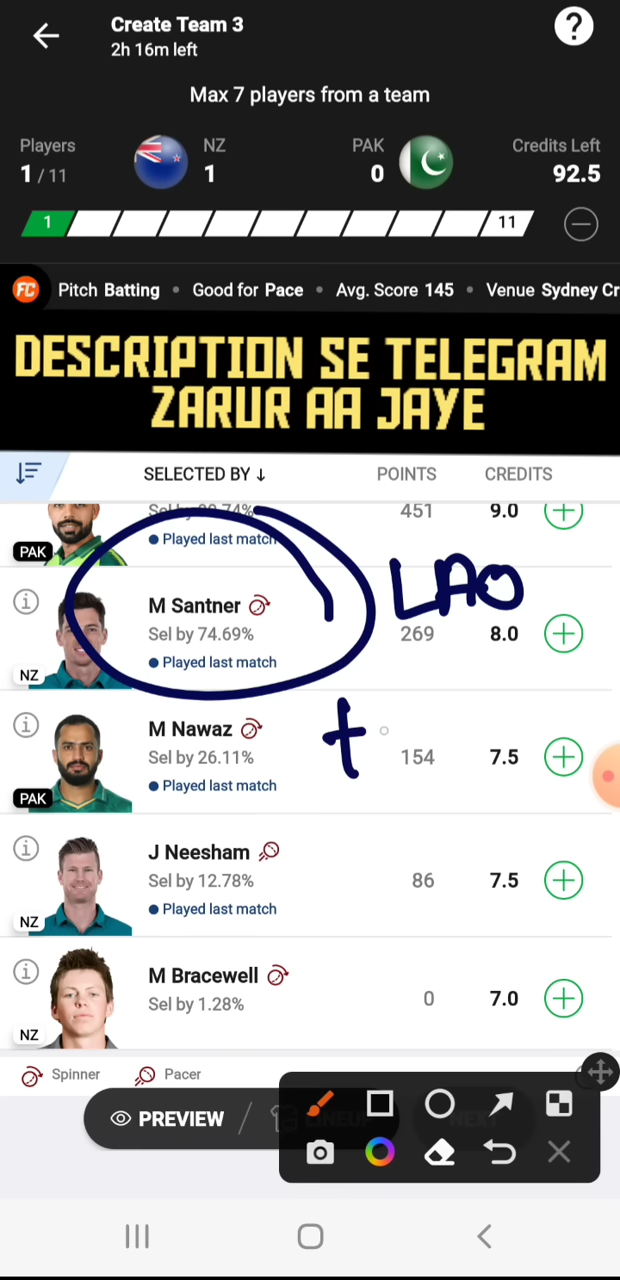 Create Team 3
2h 16m left
?
Max 7 players from a team
Players NZ PAK Credits Left
1 / 11 1 0 92.5
1 11
FC Pitch Batting • Good for Pace • Avg. Score 145 • Venue Sydney Cr
DESCRIPTION SE TELEGRAM
ZARUR AA JAYE
SELECTED BY ↓ POINTS CREDITS
451 9.0
Played last match
PAK
LAO
M Santner
Sel by 74.69% 269 8.0
Played last match
NZ
M Nawaz
Sel by 26.11% 154 7.5
Played last match
PAK
J Neesham
Sel by 12.78% 86 7.5
Played last match
NZ
M Bracewell
Sel by 1.28% 0 7.0
NZ
Spinner Pacer
PREVIEW / LINEUP